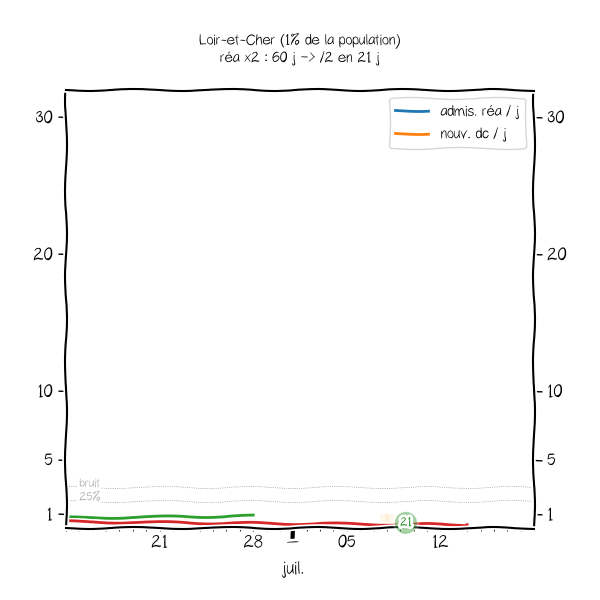 Loir-et-Cher (1% de la population)
réa x2 : 60 j -> /2 en 21 j
admis. réa / j
nouv. dc / j
30
30
20
20
10
10
5
5
bruit
25%
1
1
21
21
28
05
12
juil.